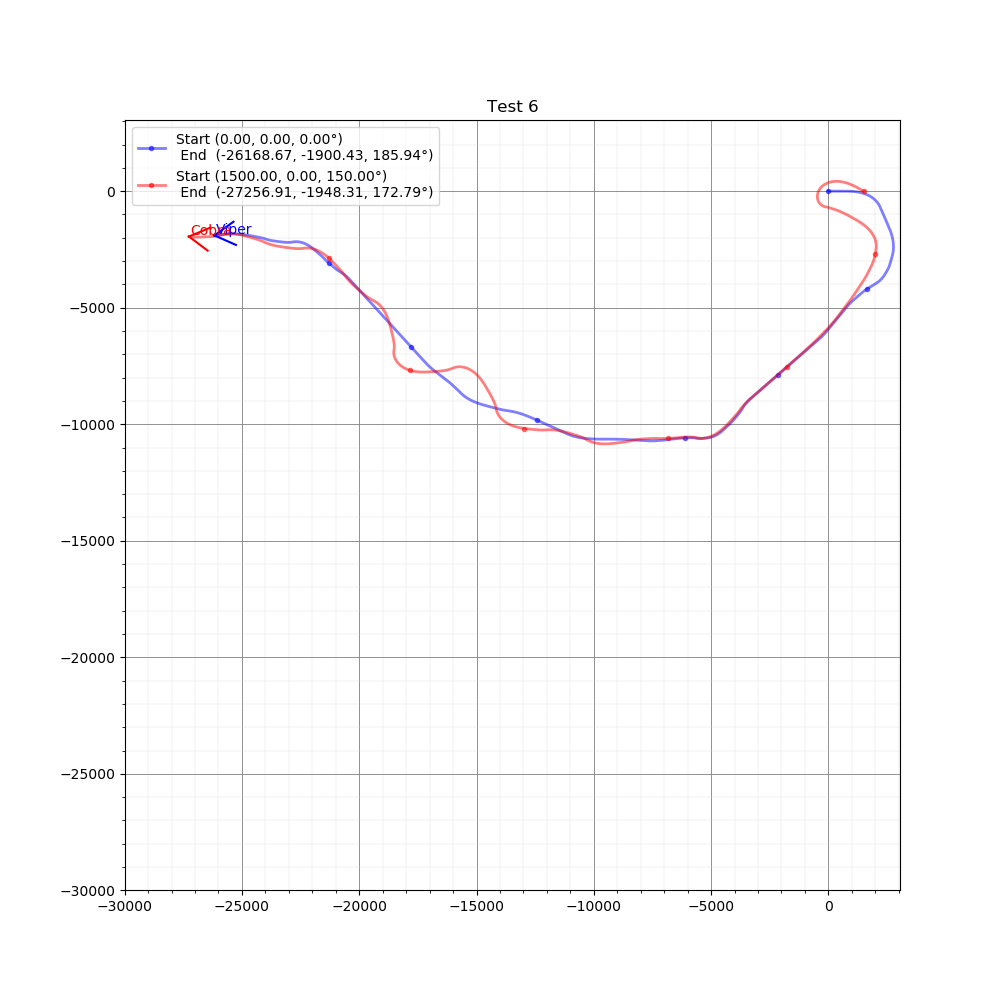 Test 6
Start (0.00, 0.00, 0.00°)
End (-26168.67, -1900.43, 185.94°)
Start (1500.00, 0.00, 150.00°)
End (-27256.91, -1948.31, 172.79°)
0
Cobra Viper
−5000
−10000
−15000
−20000
−25000
−30000
−30000 −25000 −20000 −15000 −10000 −5000 0